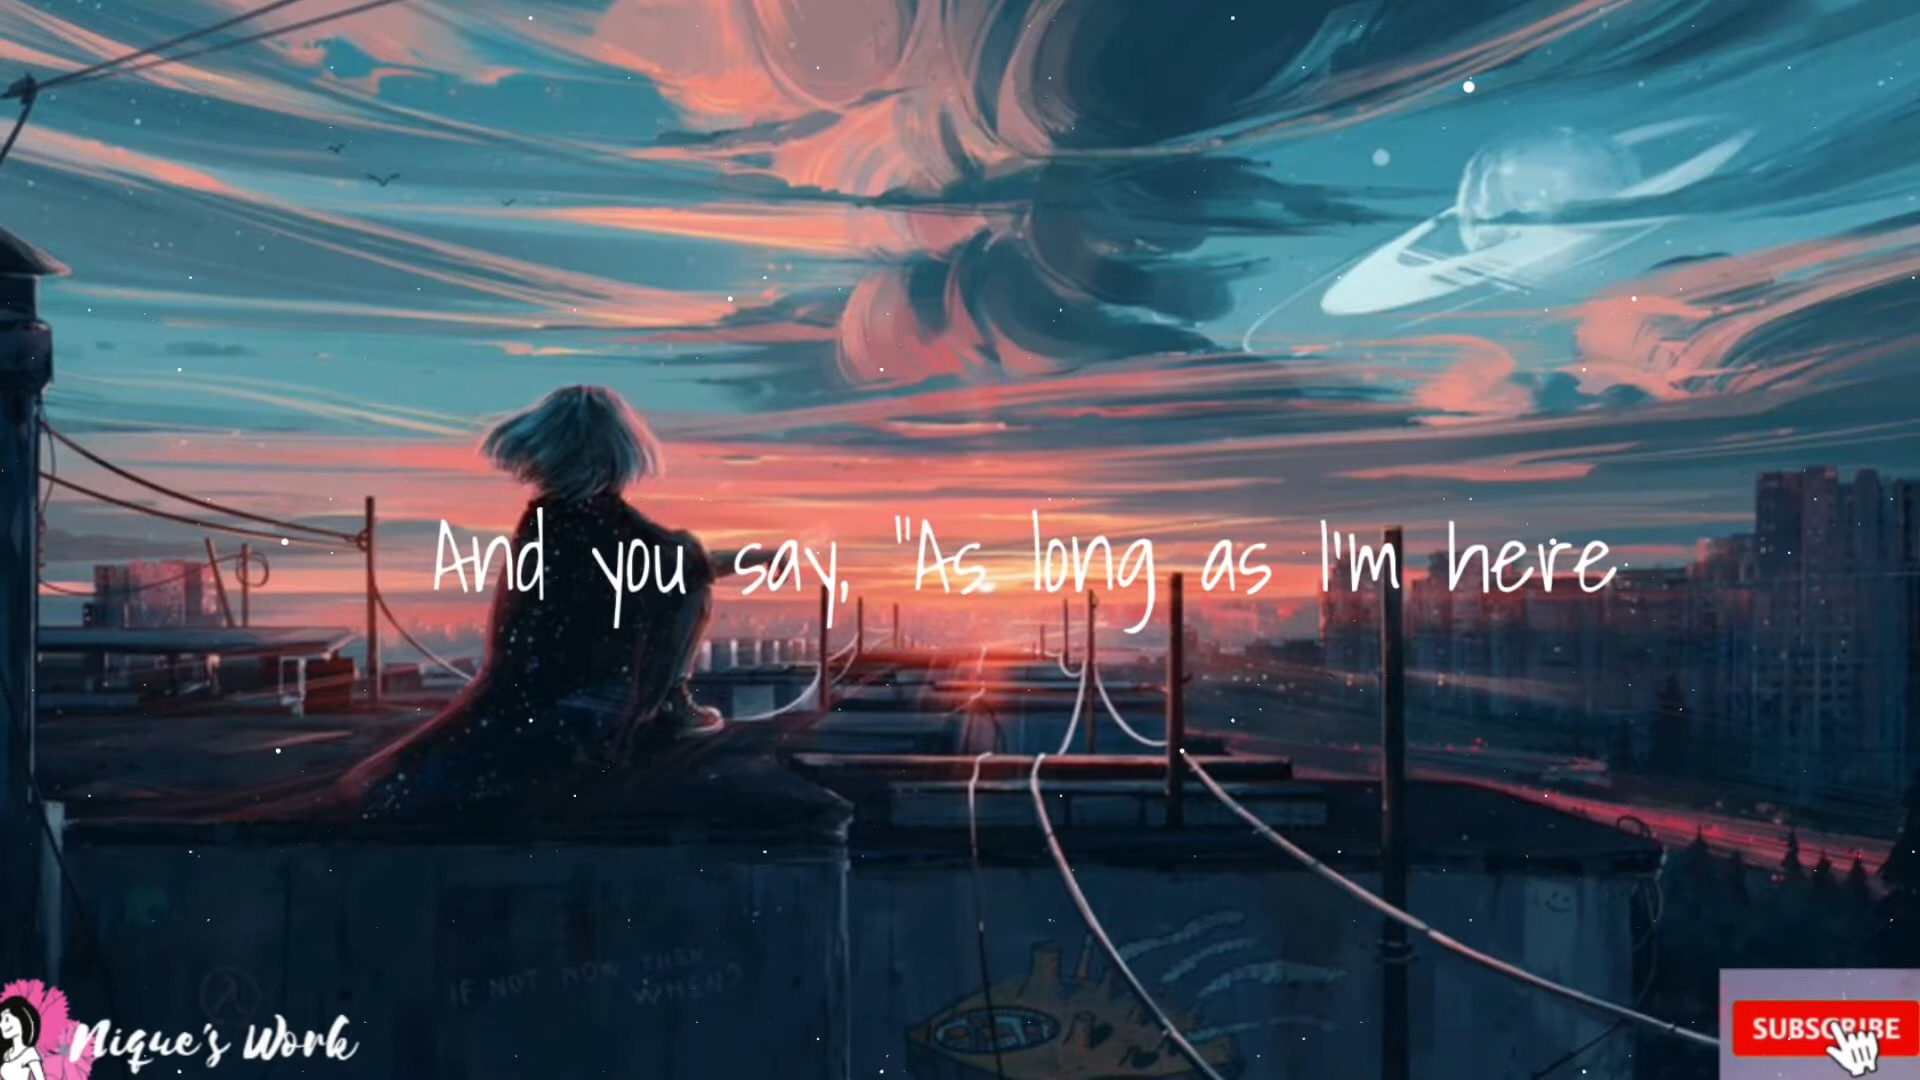 And you say, "As long as I'm here
IF NOT NOW THEN
WHEN?
Nique's Work
SUBSCRIBE